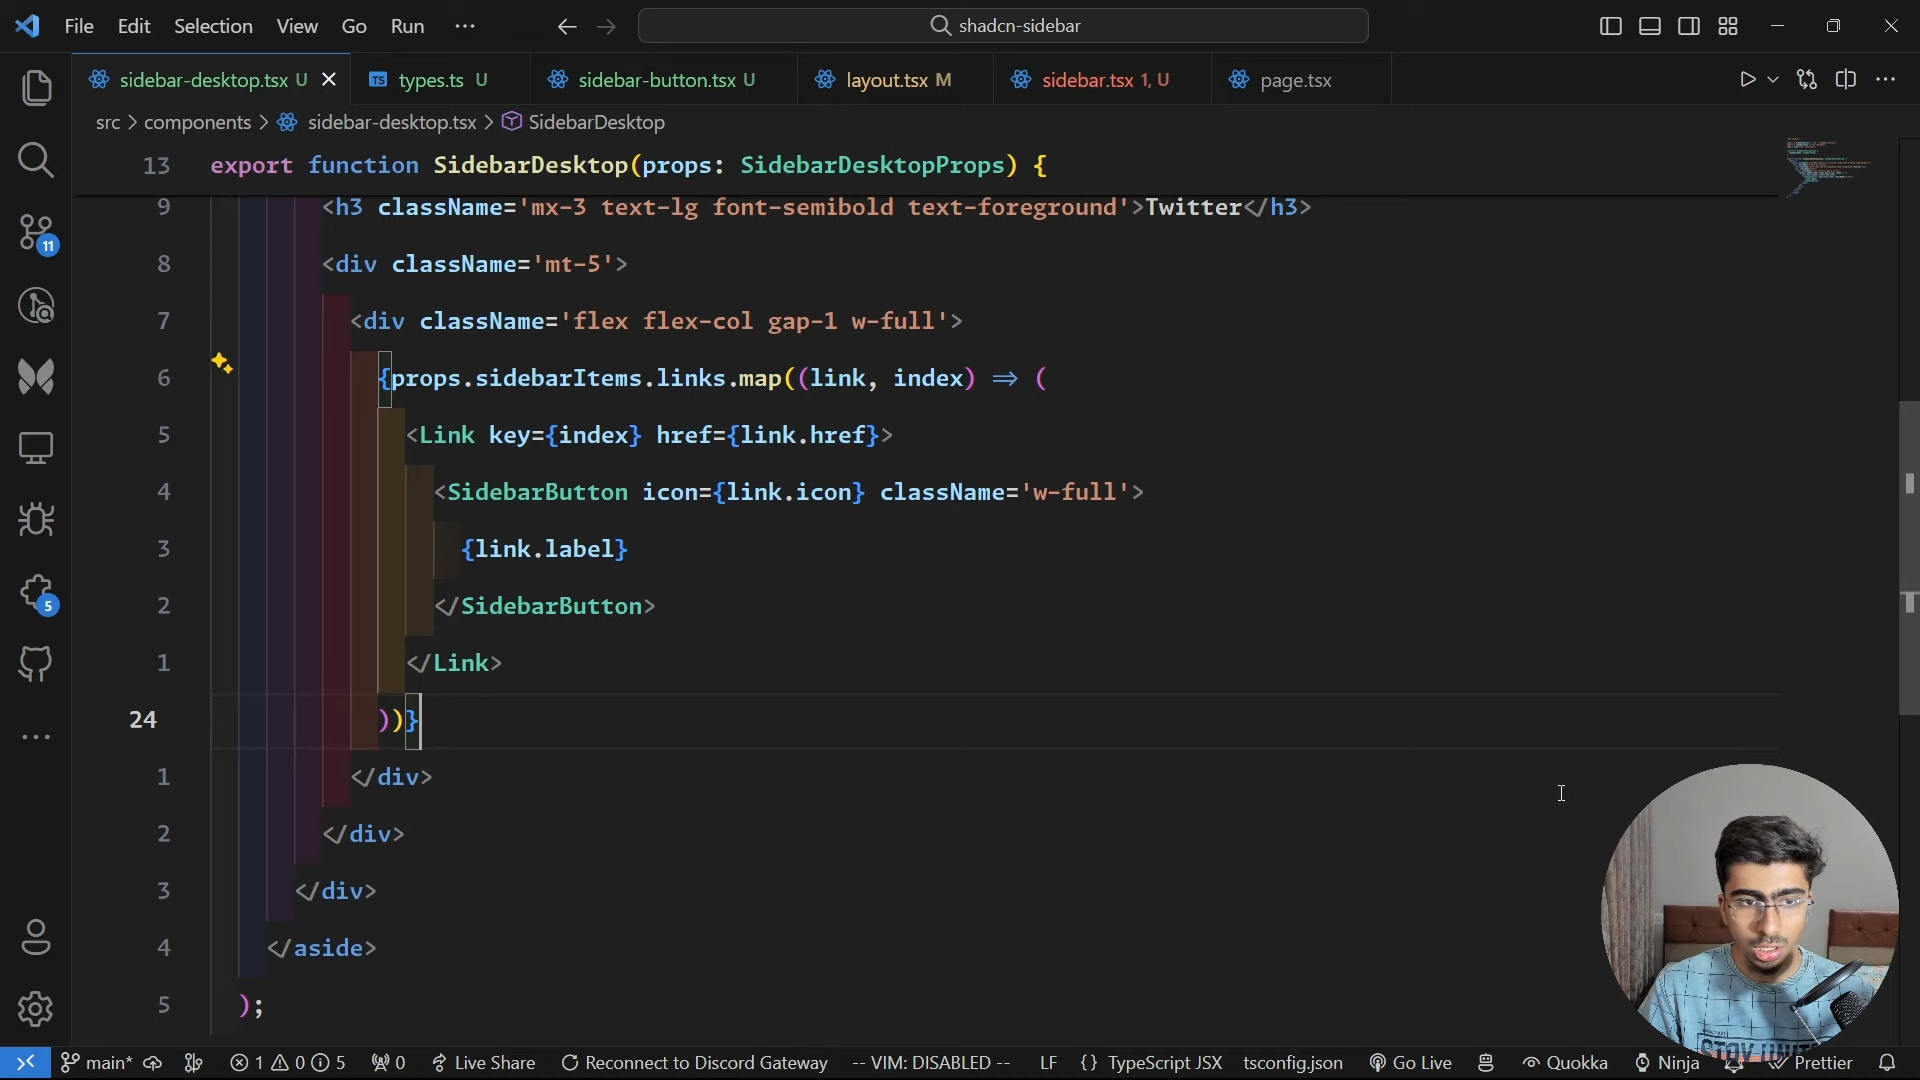 File Edit Selection View Go Run ··· shadcn-sidebar
sidebar-desktop.tsx U types.ts U sidebar-button.tsx U layout.tsx M sidebar.tsx 1, U page.tsx
src > components > sidebar-desktop.tsx > SidebarDesktop
13 export function SidebarDesktop(props: SidebarDesktopProps) {
9 <h3 className='mx-3 text-lg font-semibold text-foreground'>Twitter</h3>
8 <div className='mt-5'>
7 <div className='flex flex-col gap-1 w-full'>
6 {props.sidebarItems.links.map((link, index) => (
5 <Link key={index} href={link.href}>
4 <SidebarButton icon={link.icon} className='w-full'>
3 {link.label}
2 </SidebarButton>
1 </Link>
24 ))}
1 </div>
2 </div>
3 </div>
4 </aside>
5 );
11
5
main* 1 0 5 0 Live Share Reconnect to Discord Gateway -- VIM: DISABLED -- LF {} TypeScript JSX tsconfig.json Go Live Quokka Ninja Prettier